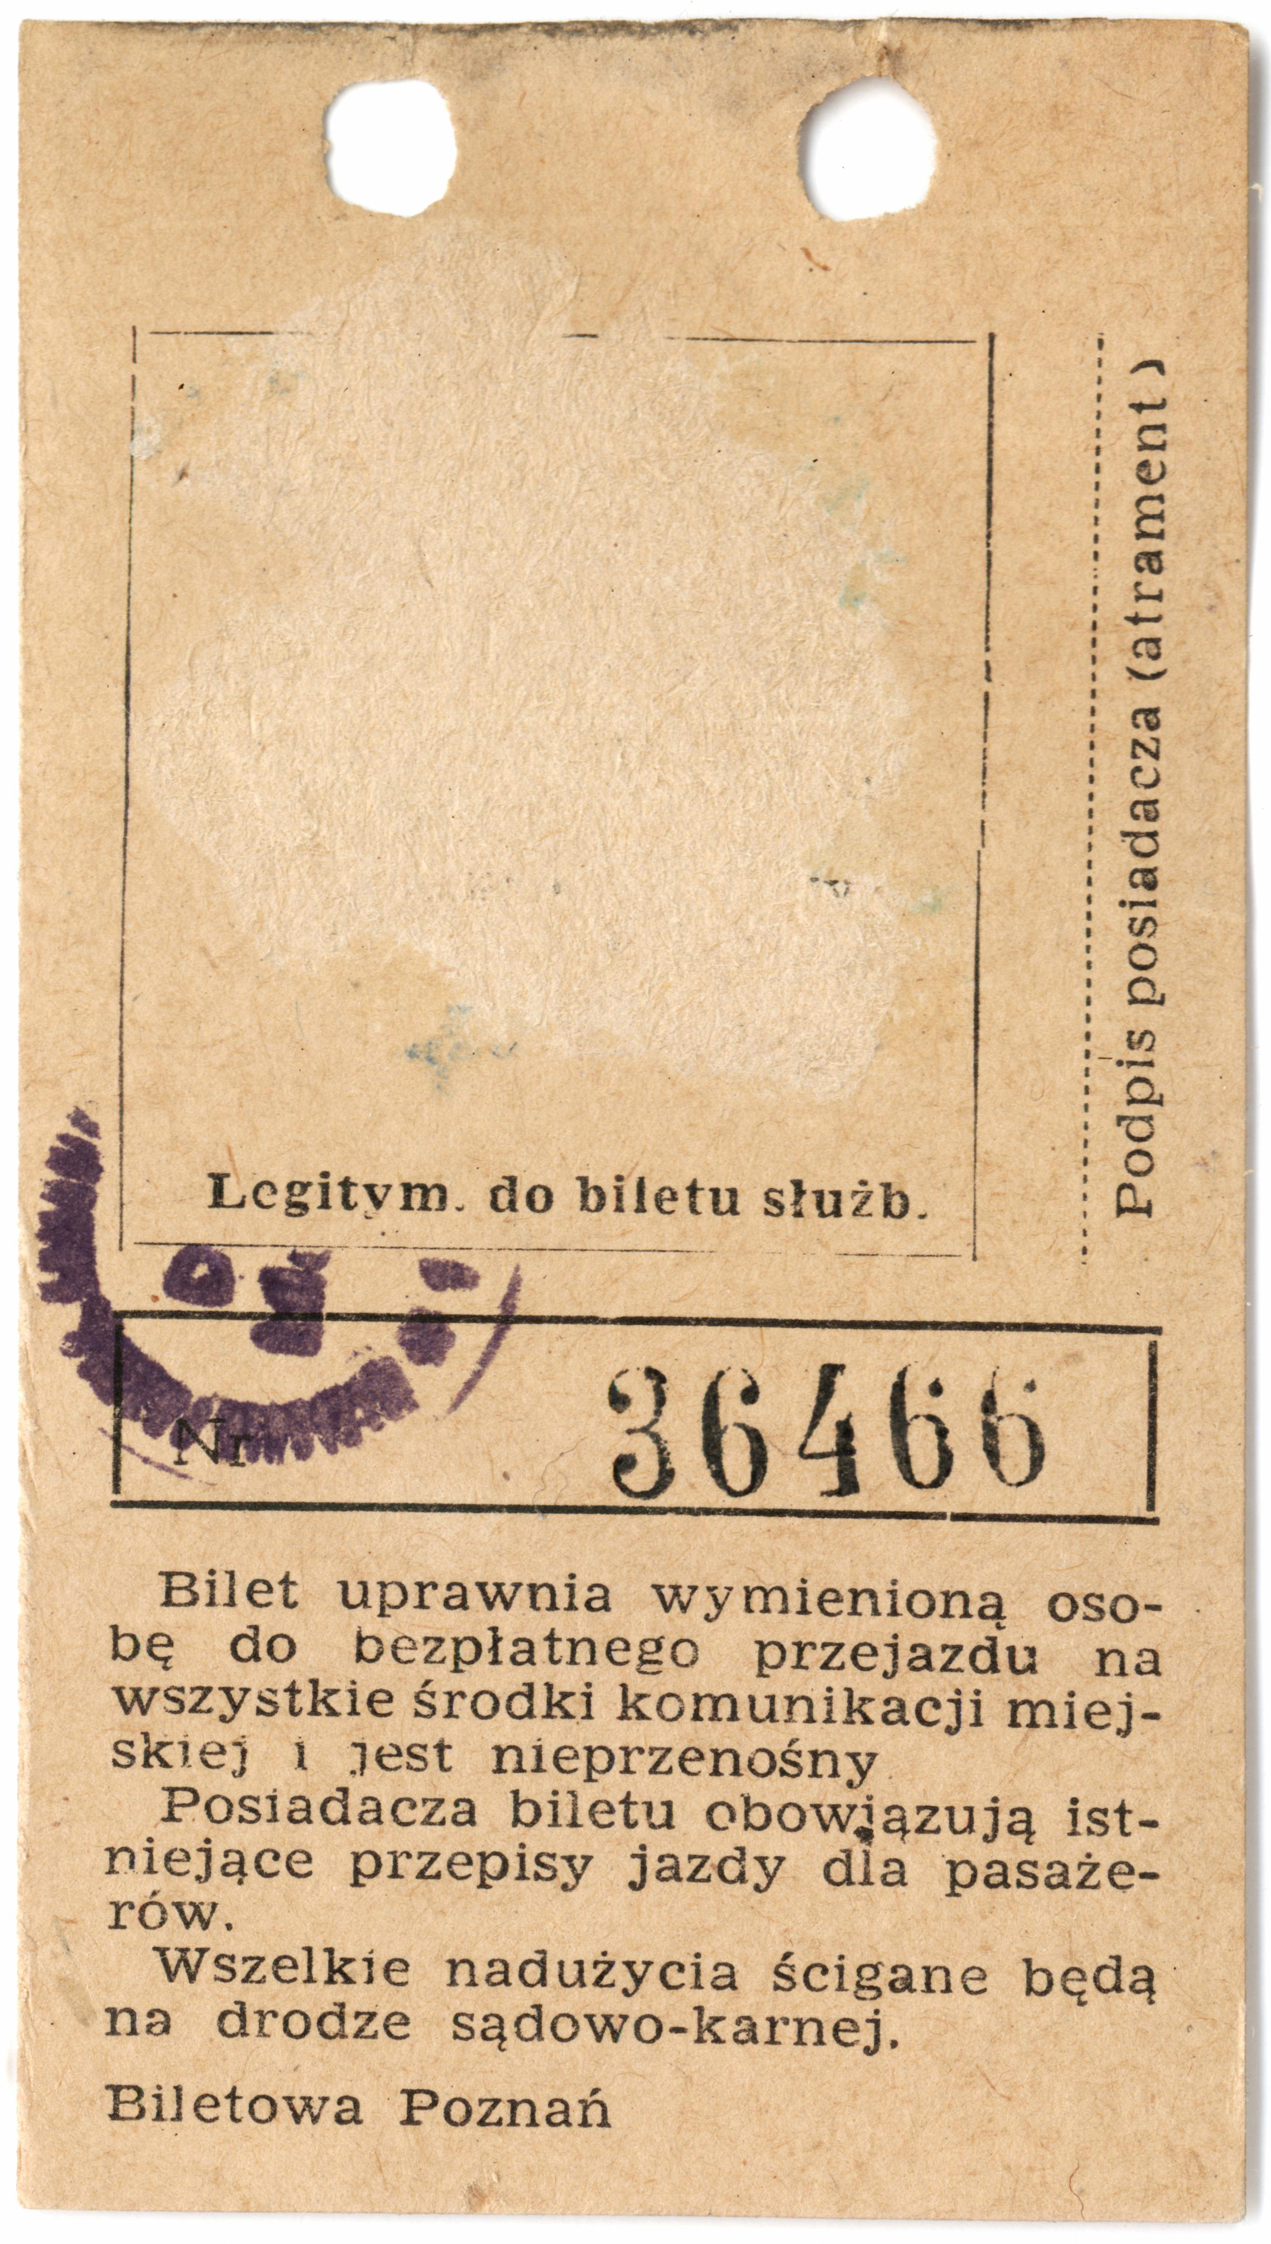 Legitym. do biletu służb.
Podpis posiadacza (atrament)
Nr 36466
Bilet uprawnia wymienioną oso-
bę do bezpłatnego przejazdu na
wszystkie środki komunikacji miej-
skiej i jest nieprzenośny
Posiadacza biletu obowiązują ist-
niejące przepisy jazdy dla pasaże-
rów.
Wszelkie nadużycia ścigane będą
na drodze sądowo-karnej.
Biletowa Poznań